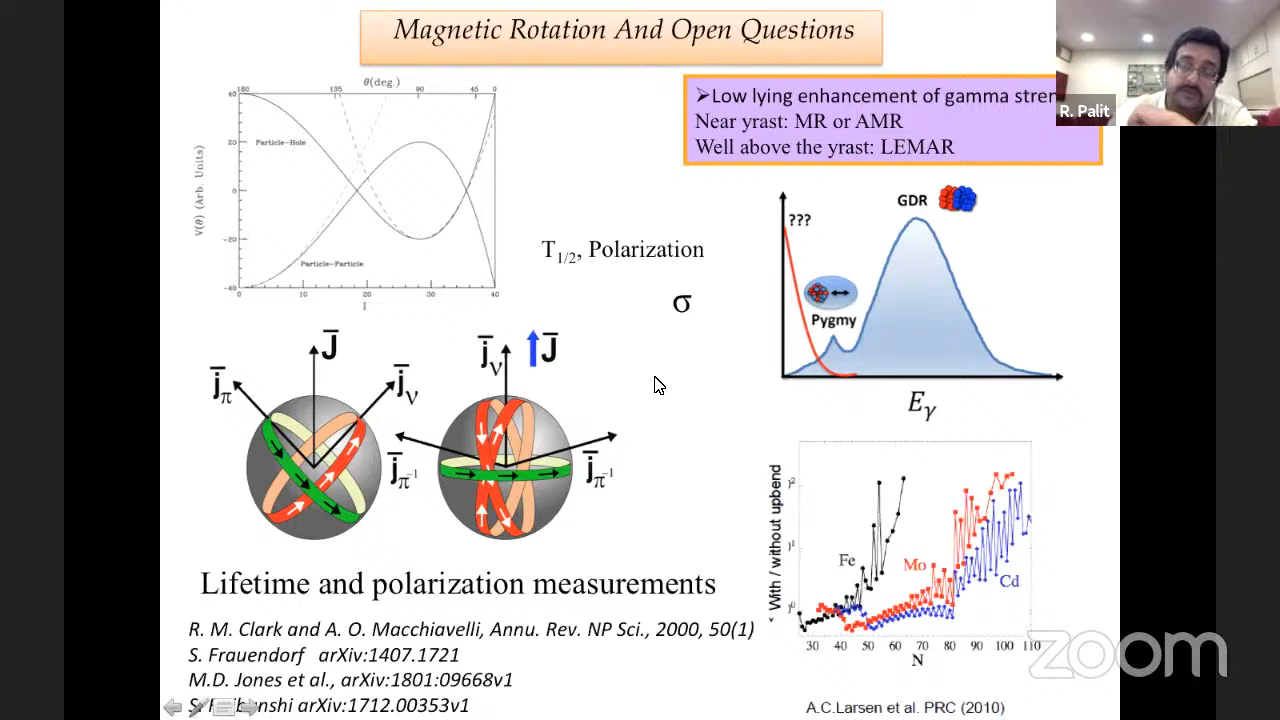 Magnetic Rotation And Open Questions
θ(deg.)
180 135 90 45 0
40
20
0
-20
-40
V(θ) (Arb. Units)
Particle-Hole
Particle-Particle
0 10 20 30 40
I
➢Low lying enhancement of gamma stren
Near yrast: MR or AMR
Well above the yrast: LEMAR
R. Palit
T1/2, Polarization
σ
???
GDR
Pygmy
Eγ
J̅
j̅π
j̅ν
j̅π-1
j̅ν
J̅
j̅π-1
With / without upbend
Fe
Mo
Cd
30 40 50 60 70 80 90 100 110
N
Lifetime and polarization measurements
R. M. Clark and A. O. Macchiavelli, Annu. Rev. NP Sci., 2000, 50(1)
S. Frauendorf arXiv:1407.1721
M.D. Jones et al., arXiv:1801:09668v1
arXiv:1712.00353v1
A.C.Larsen et al. PRC (2010)
zoom